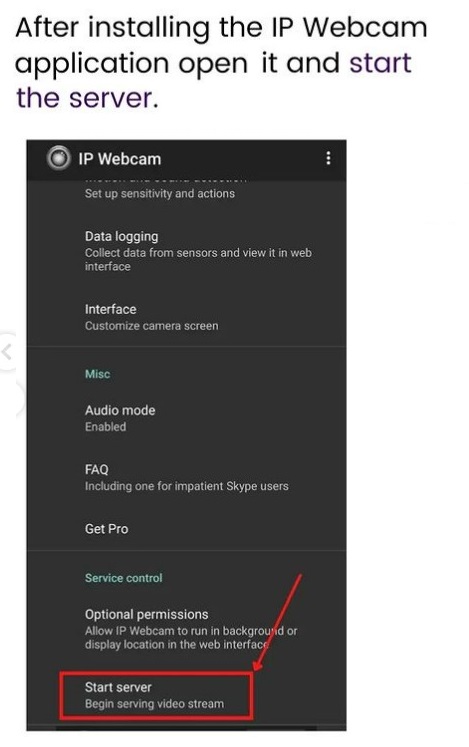 After installing the IP Webcam
application open it and start
the server.
IP Webcam
Set up sensitivity and actions
Data logging
Collect data from sensors and view it in web
interface
Interface
Customize camera screen
Misc
Audio mode
Enabled
FAQ
Including one for impatient Skype users
Get Pro
Service control
Optional permissions
Allow IP Webcam to run in background or
display location in the web interface
Start server
Begin serving video stream